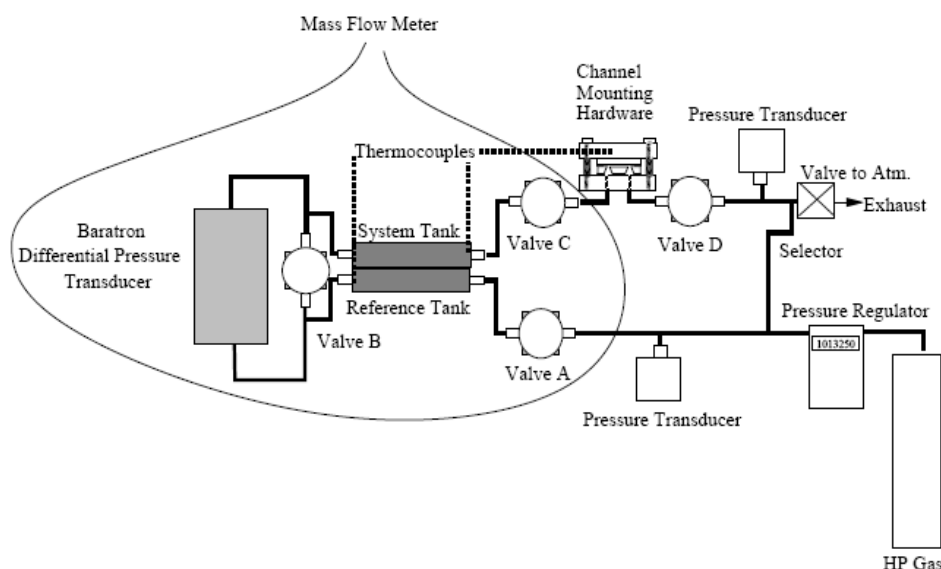 Mass Flow Meter
Channel
Mounting
Hardware
Pressure Transducer
Thermocouples
Valve to Atm.
Exhaust
Baratron
Differential Pressure
Transducer
System Tank
Valve C
Valve D
Selector
Reference Tank
Pressure Regulator
Valve B
1013250
Valve A
Pressure Transducer
HP Gas